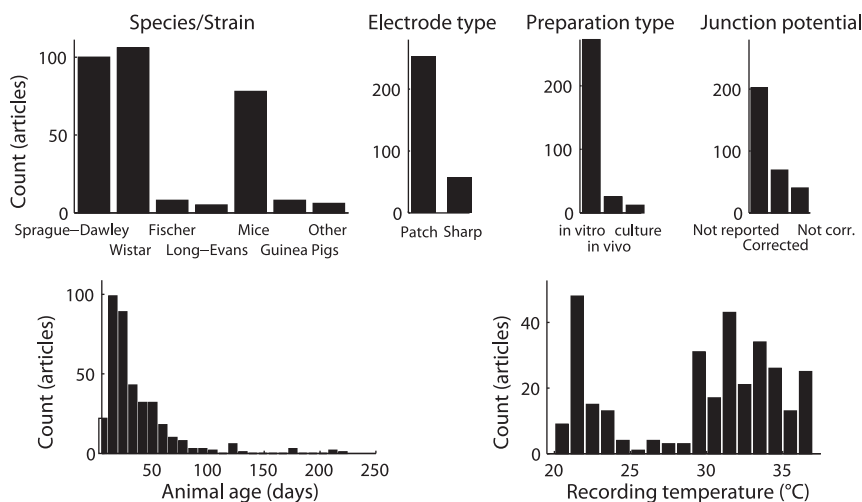 Species/Strain
Electrode type
Preparation type
Junction potential
Count (articles)
100
50
0
Sprague–Dawley
Fischer
Mice
Other
Wistar
Long–Evans
Guinea Pigs
200
100
0
Patch
Sharp
200
100
0
in vitro
culture
in vivo
200
100
0
Not reported
Not corr.
Corrected
Count (articles)
100
50
0
50
100
150
200
250
Animal age (days)
Count (articles)
40
20
0
20
25
30
35
Recording temperature (°C)